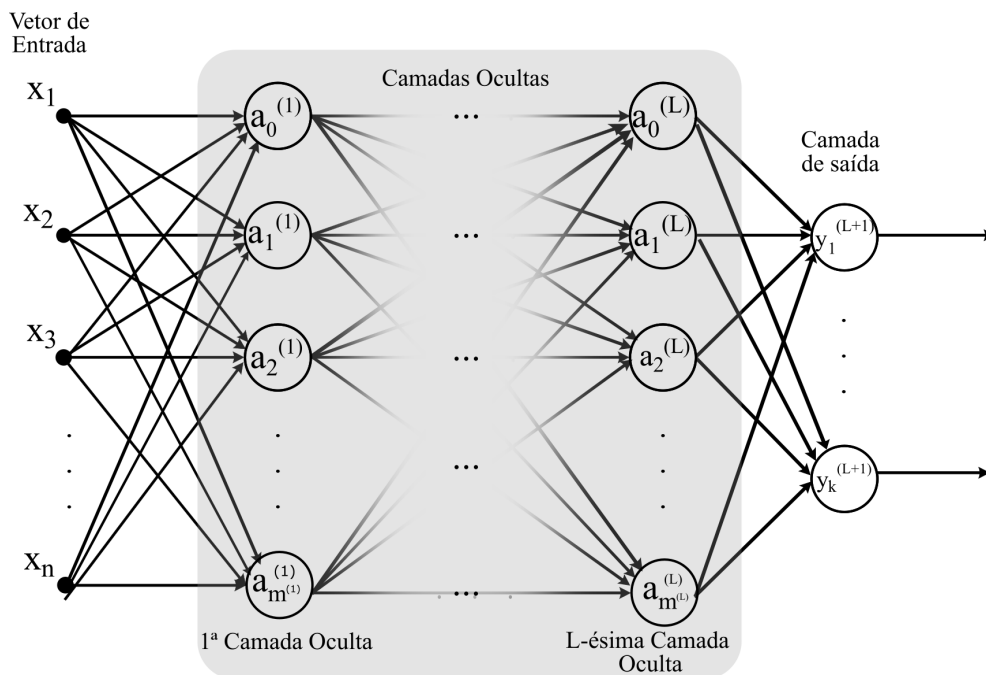 Vetor de
Entrada
Camadas Ocultas
x1
x2
x3
xn
a0(1)
a1(1)
a2(1)
am(1)(1)
...
...
...
...
...
a0(L)
a1(L)
a2(L)
am(L)(L)
Camada
de saída
y1(L+1)
yk(L+1)
1ª Camada Oculta
L-ésima Camada
Oculta